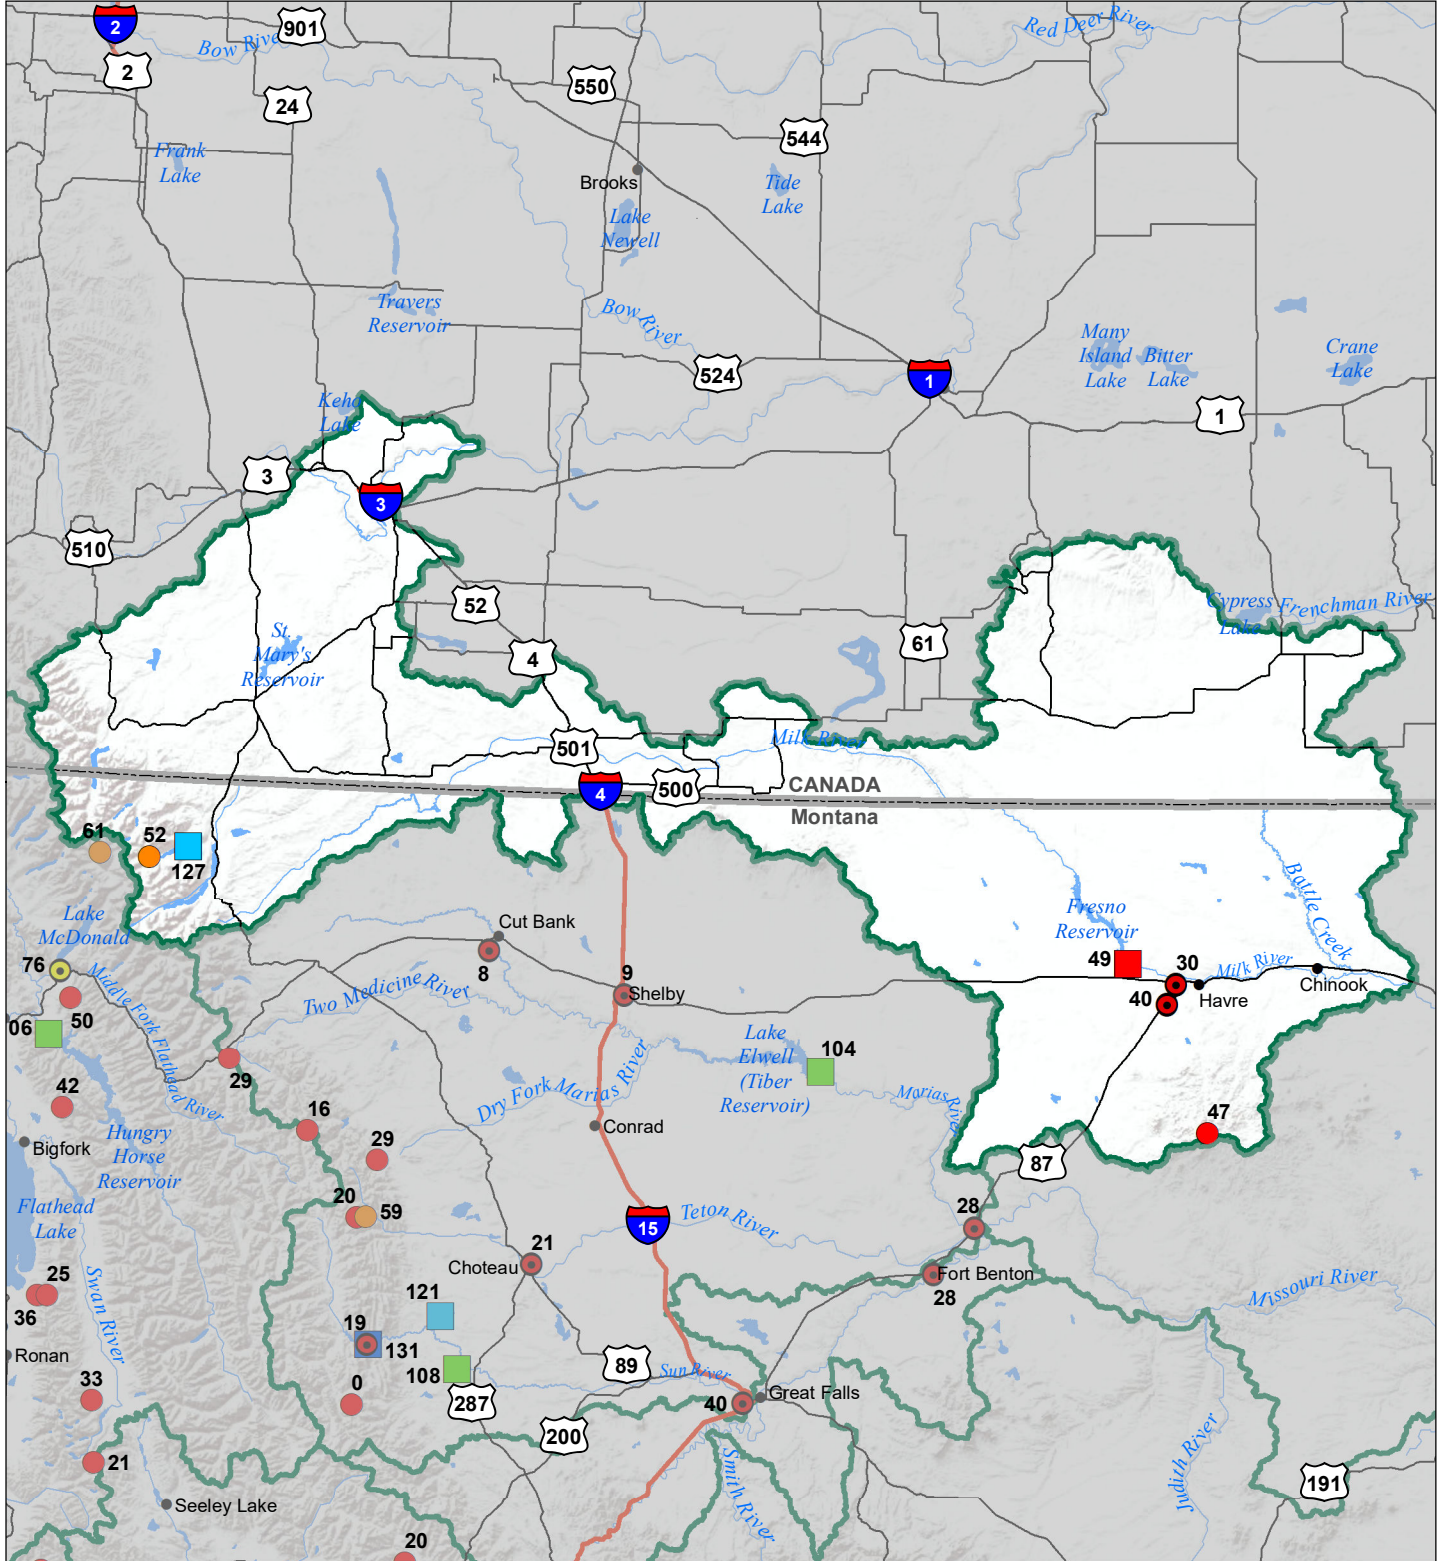 2
901
Bow River
Red Deer River
2
550
24
544
Frank
Lake
Brooks
Tide
Lake
Lake
Newell
Travers
Reservoir
Bow River
Many
Island
Lake
Bitter
Lake
Crane
Lake
524
1
1
Keho
Lake
3
3
510
52
Cypress
Lake
Frenchman River
St.
Mary's
Reservoir
4
61
501
Milk River
4
500
CANADA
Montana
61
52
127
Lake
McDonald
Cut Bank
8
Fresno
Reservoir
Battle Creek
49
30
Milk River
Chinook
40
Havre
76
Middle Fork Flathead River
Two Medicine River
9
Shelby
50
06
Lake
Elwell
(Tiber
Reservoir)
104
29
Dry Fork Marias River
Marias River
42
16
Conrad
47
Bigfork
Hungry
Horse
Reservoir
29
87
Flathead
Lake
20
59
15
Teton River
28
Choteau
21
Fort Benton
28
Swan River
25
36
121
Missouri River
19
131
Ronan
108
89
Sun River
33
0
287
40
Great Falls
200
21
Smith River
Judith River
191
Seeley Lake
20